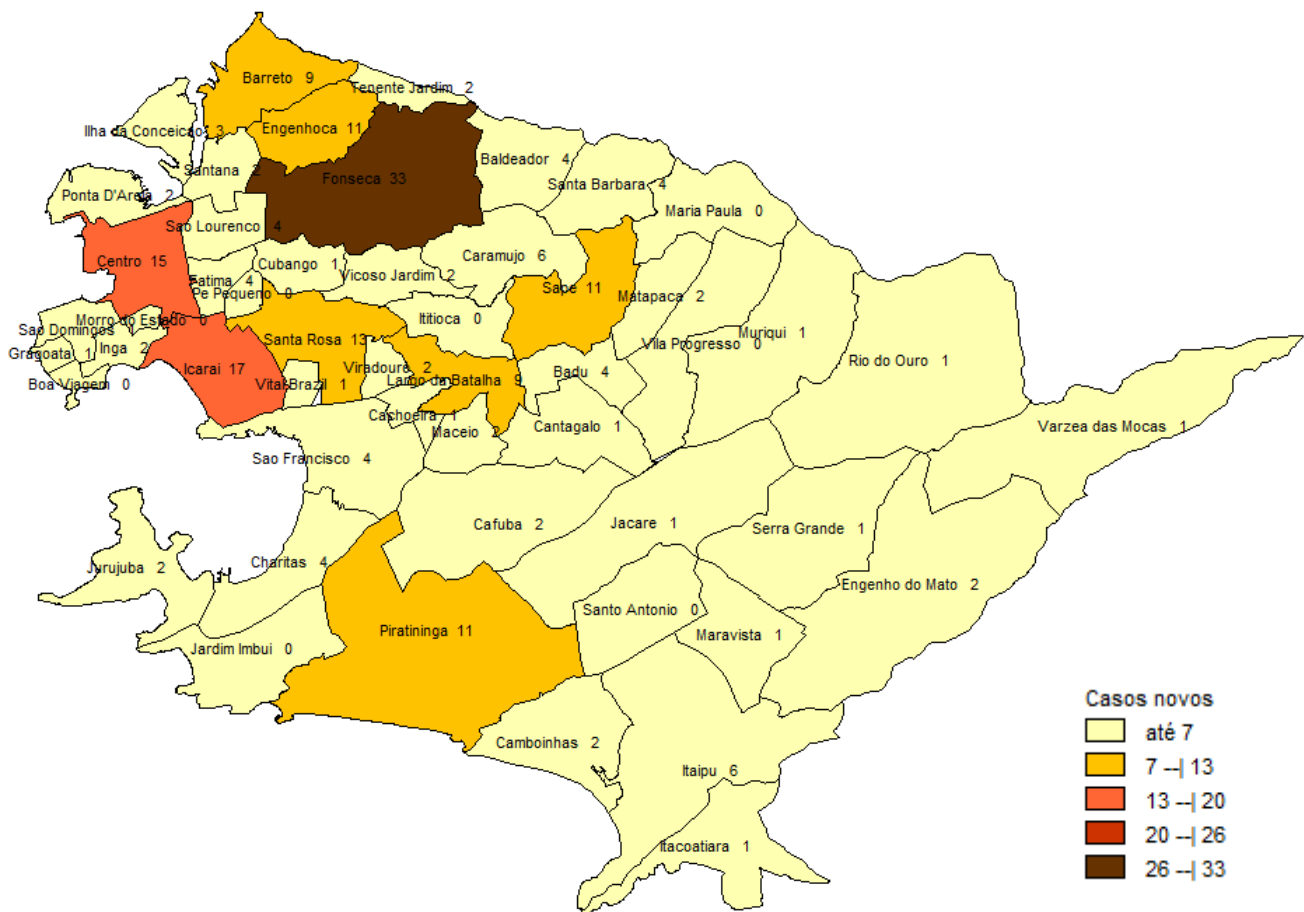 Barreto 9
Tenente Jardim 2
Ilha da Conceicao 3
Engenhoca 11
Santana 2
Fonseca 33
Baldeador 4
Santa Barbara 4
Ponta D'Areia 2
Sao Lourenco 4
Maria Paula 0
Centro 15
Cubango 1
Caramujo 6
Fatima 4
Vicoso Jardim 2
Pe Pequeno 0
Sape 11
Matapaca 2
Morro do Estado 0
Ititioca 0
Sao Domingos
Santa Rosa 13
Muriqui 1
Gragoata 1
Inga 2
Vila Progresso 0
Icarai 17
Viradouro 2
Badu 4
Rio do Ouro 1
Boa Viagem 0
Vital Brazil 1
Largo da Batalha 9
Cachoeira 1
Maceio
Cantagalo 1
Varzea das Mocas 1
Sao Francisco 4
Cafuba 2
Jacare 1
Serra Grande 1
Jurujuba 2
Charitas 4
Engenho do Mato 2
Santo Antonio 0
Piratininga 11
Maravista 1
Jardim Imbui 0
Camboinhas 2
Itaipu 6
Itacoatiara 1
Casos novos
até 7
7 --| 13
13 --| 20
20 --| 26
26 --| 33